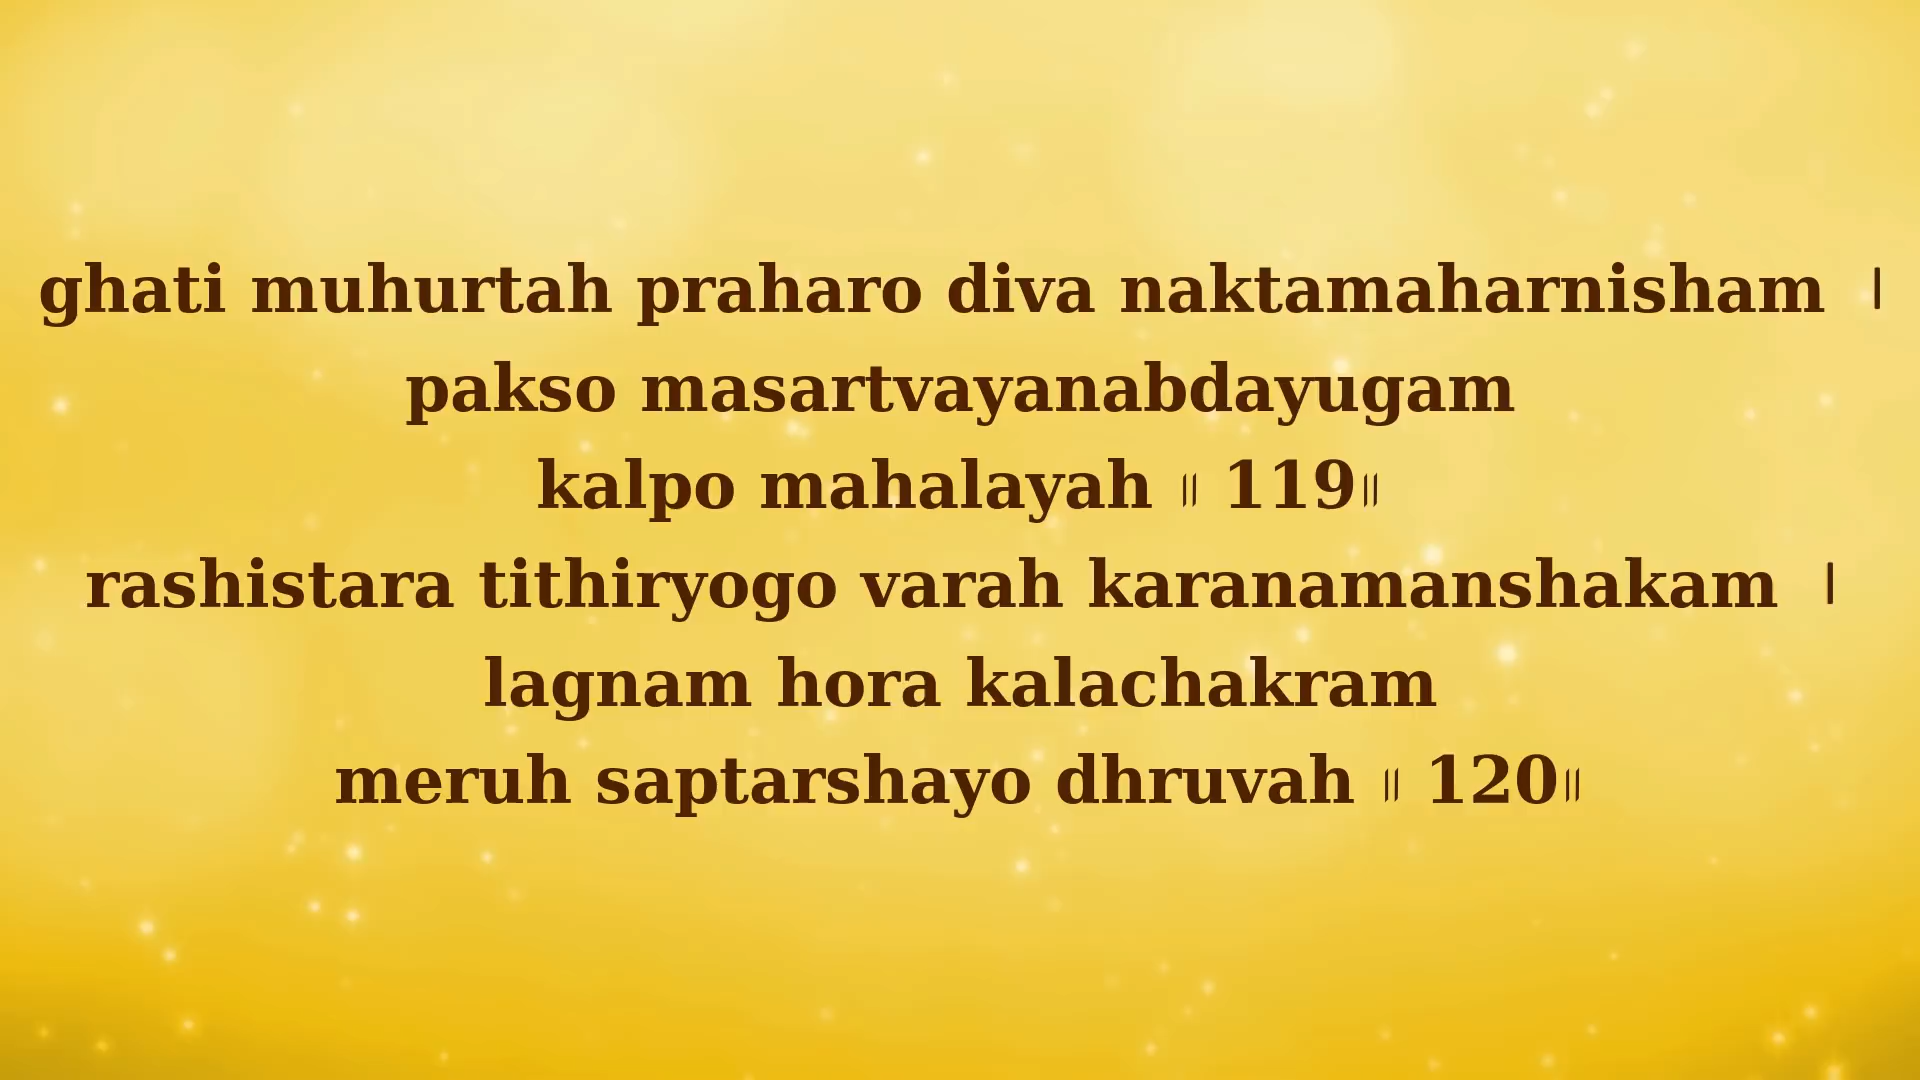 ghati muhurtah praharo diva naktamaharnisham ।
pakso masartvayanabdayugam
kalpo mahalayah ॥ 119॥
rashistara tithiryogo varah karanamanshakam ।
lagnam hora kalachakram
meruh saptarshayo dhruvah ॥ 120॥